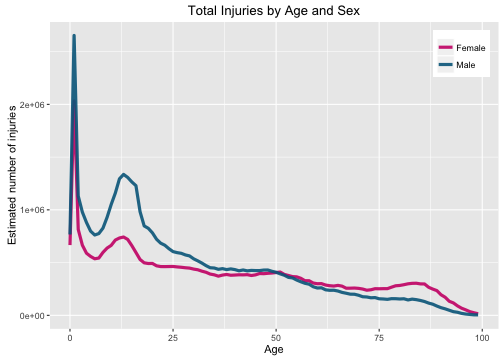 Total Injuries by Age and Sex
Female
Male
Estimated number of injuries
2e+06
1e+06
0e+00
0
25
50
75
100
Age